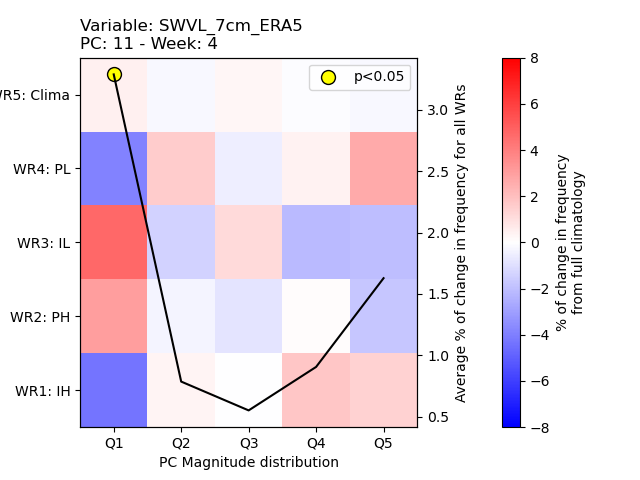 Variable: SWVL_7cm_ERA5
PC: 11 - Week: 4
p<0.05
WR5: Clima
WR4: PL
WR3: IL
WR2: PH
WR1: IH
Q1 Q2 Q3 Q4 Q5
PC Magnitude distribution
3.0
2.5
2.0
1.5
1.0
0.5
Average % of change in frequency for all WRs
8
6
4
2
0
−2
−4
−6
−8
% of change in frequency
from full climatology